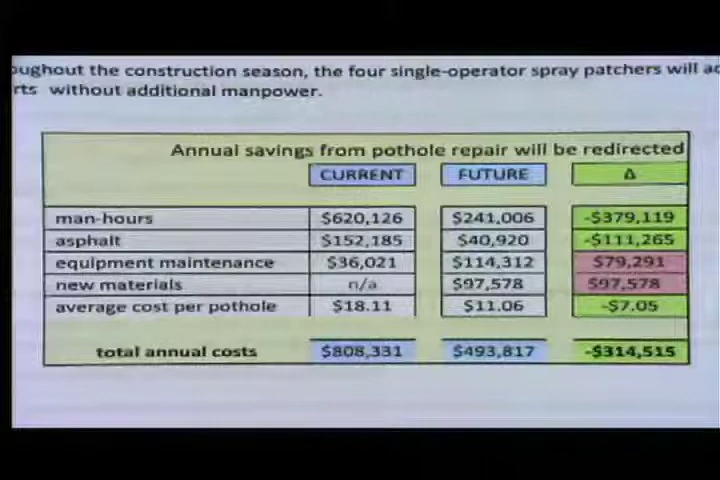 oughout the construction season, the four single-operator spray patchers will
rts without additional manpower.
Annual savings from pothole repair will be redirected
CURRENT FUTURE Δ
man-hours $620,126 $241,006 -$379,119
asphalt $152,185 $40,920 -$111,265
equipment maintenance $36,021 $114,312 $79,291
new materials n/a $97,578 $97,578
average cost per pothole $18.11 $11.06 -$7.05
total annual costs $808,331 $493,817 -$314,515